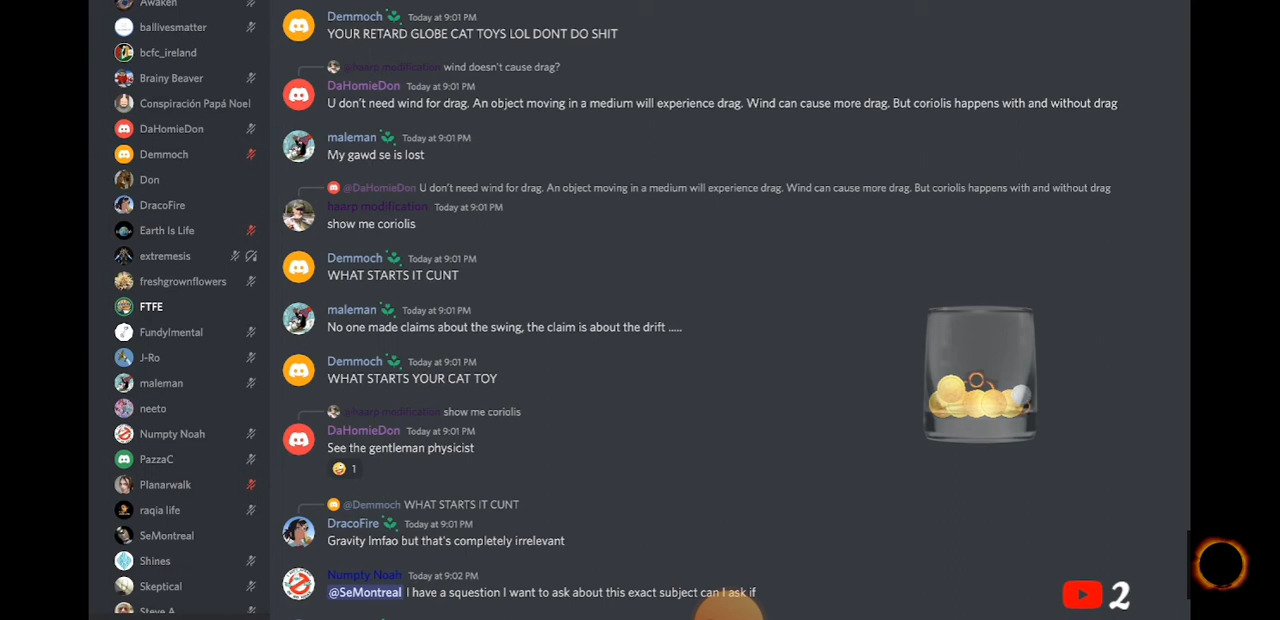 Awaken
ballivesmatter
bcfc_ireland
Brainy Beaver
Conspiración Papá Noel
DaHomieDon
Demmoch
Don
DracoFire
Earth Is Life
extremesis
freshgrownflowers
FTFE
Fundylmental
J-Ro
maleman
neeto
Numpty Noah
PazzaC
Planarwalk
raqia life
SeMontreal
Shines
Skeptical
Steve A
Demmoch Today at 9:01 PM
YOUR RETARD GLOBE CAT TOYS LOL DONT DO SHIT
@haarp modification wind doesn't cause drag?
DaHomieDon Today at 9:01 PM
U don't need wind for drag. An object moving in a medium will experience drag. Wind can cause more drag. But coriolis happens with and without drag
maleman Today at 9:01 PM
My gawd se is lost
@DaHomieDon U don't need wind for drag. An object moving in a medium will experience drag. Wind can cause more drag. But coriolis happens with and without drag
haarp modification Today at 9:01 PM
show me coriolis
Demmoch Today at 9:01 PM
WHAT STARTS IT CUNT
maleman Today at 9:01 PM
No one made claims about the swing, the claim is about the drift .....
Demmoch Today at 9:01 PM
WHAT STARTS YOUR CAT TOY
@haarp modification show me coriolis
DaHomieDon Today at 9:01 PM
See the gentleman physicist
1
@Demmoch WHAT STARTS IT CUNT
DracoFire Today at 9:01 PM
Gravity lmfao but that's completely irrelevant
Numpty Noah Today at 9:02 PM
@SeMontreal I have a squestion I want to ask about this exact subject can I ask if
2